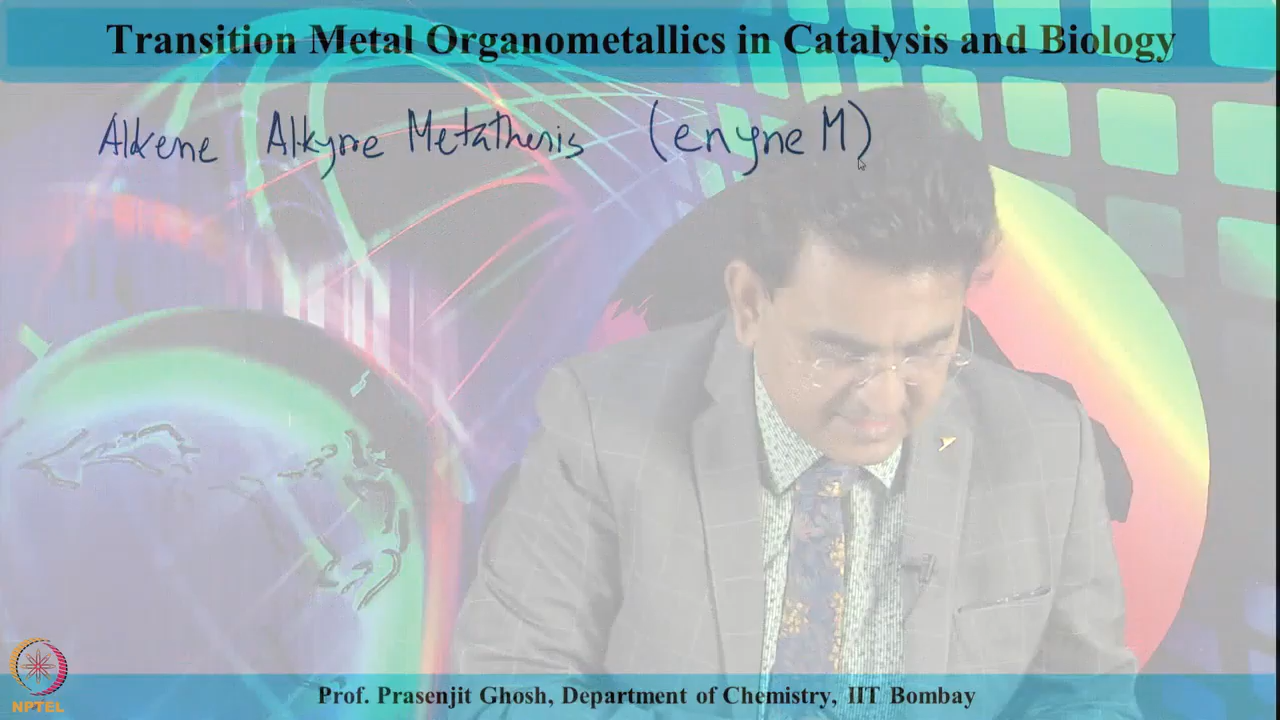 Transition Metal Organometallics in Catalysis and Biology
Alkene Alkyne Metathesis (enyne M)
Prof. Prasenjit Ghosh, Department of Chemistry, IIT Bombay
NPTEL